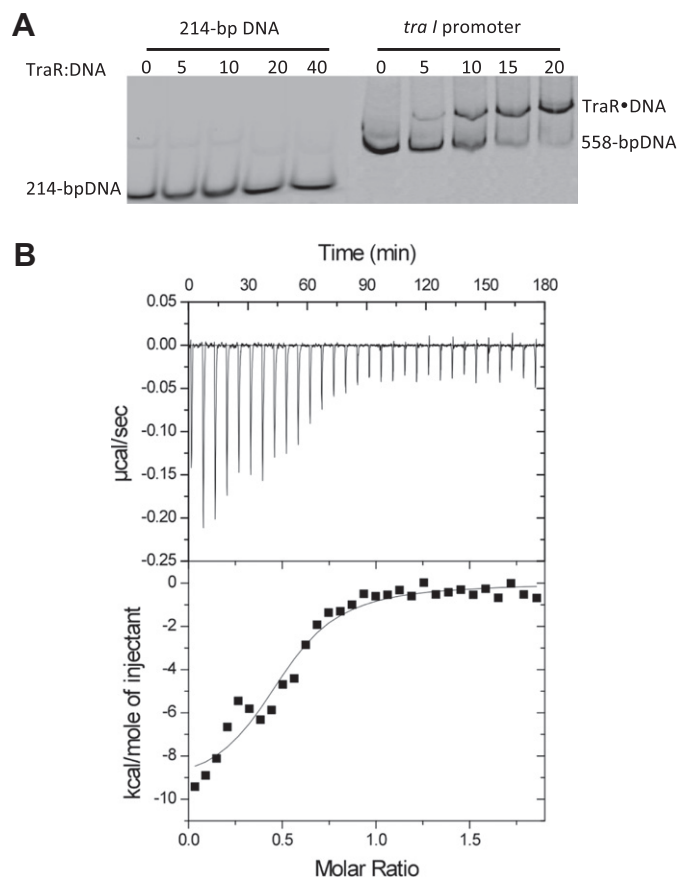 A
214-bp DNA tra I promoter
TraR:DNA 0 5 10 20 40 0 5 10 15 20
TraR•DNA
558-bpDNA
214-bpDNA
B
Time (min)
0 30 60 90 120 150 180
0.05
0.00
-0.05
-0.10
-0.15
-0.20
-0.25
µcal/sec
0
-2
-4
-6
-8
-10
kcal/mole of injectant
0.0 0.5 1.0 1.5
Molar Ratio